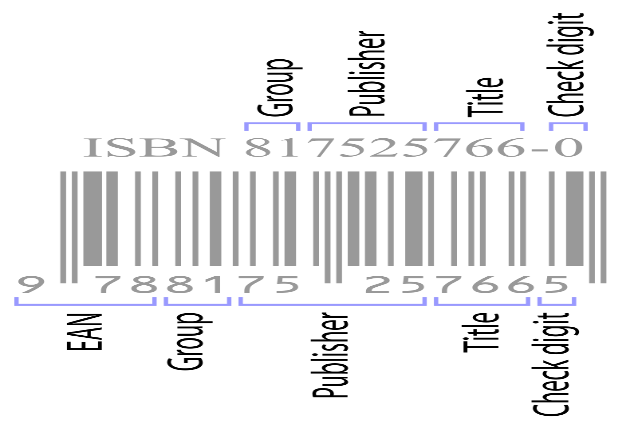 Group Publisher Title Check digit
ISBN 817525766-0
9 788175 257665
EAN Group Publisher Title Check digit